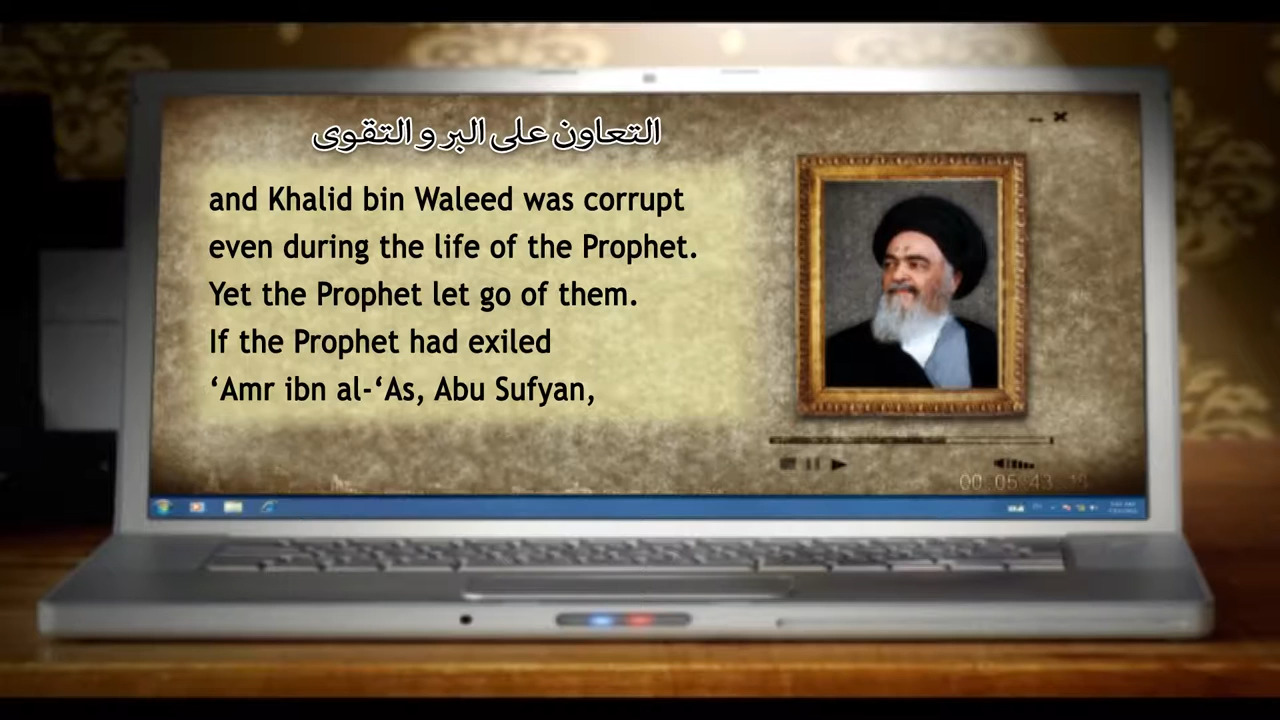 التعاون على البر و التقوى
and Khalid bin Waleed was corrupt
even during the life of the Prophet.
Yet the Prophet let go of them.
If the Prophet had exiled
‘Amr ibn al-‘As, Abu Sufyan,